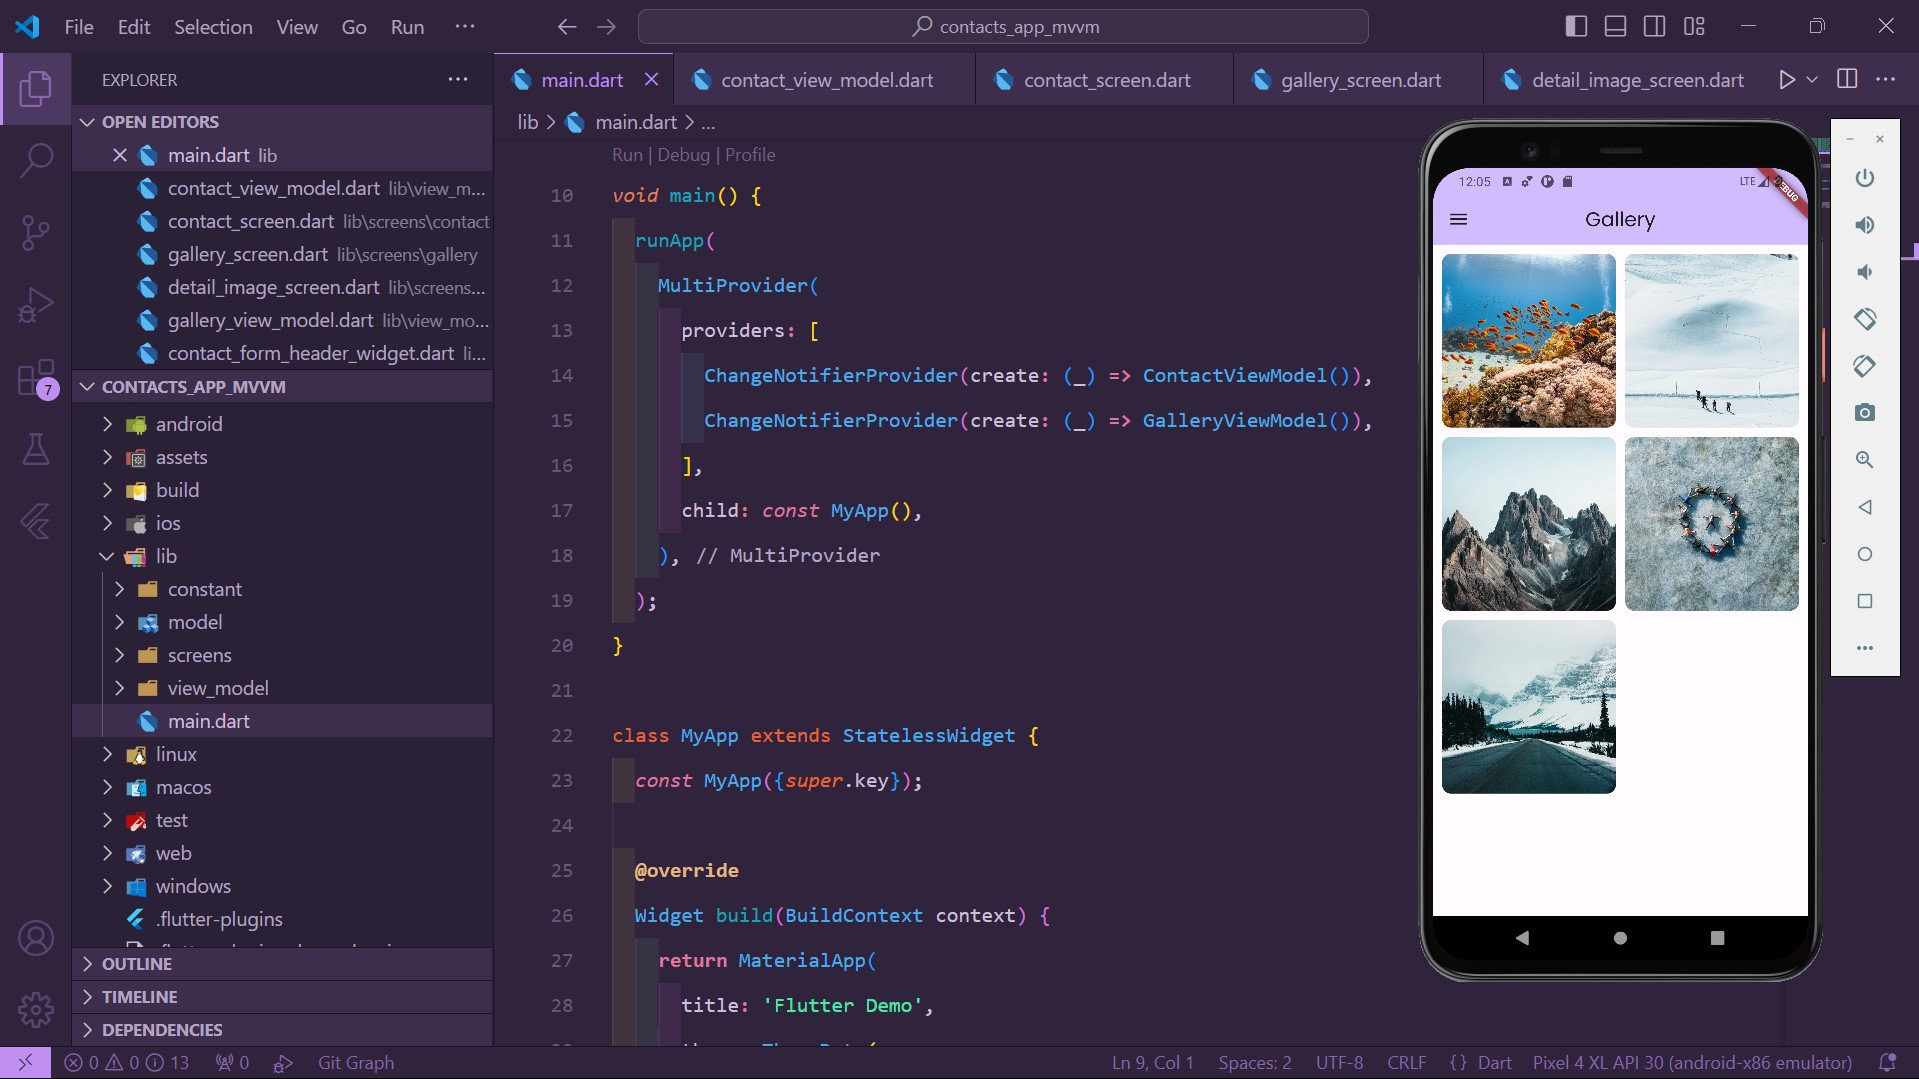 File Edit Selection View Go Run ...
contacts_app_mvvm
EXPLORER
OPEN EDITORS
main.dart lib
contact_view_model.dart lib\view_m...
contact_screen.dart lib\screens\contact
gallery_screen.dart lib\screens\gallery
detail_image_screen.dart lib\screens...
gallery_view_model.dart lib\view_mo...
contact_form_header_widget.dart li...
CONTACTS_APP_MVVM
android
assets
build
ios
lib
constant
model
screens
view_model
main.dart
linux
macos
test
web
windows
.flutter-plugins
OUTLINE
TIMELINE
DEPENDENCIES
7
main.dart contact_view_model.dart contact_screen.dart gallery_screen.dart detail_image_screen.dart
lib > main.dart > ...
Run | Debug | Profile
10 void main() {
11 runApp(
12 MultiProvider(
13 providers: [
14 ChangeNotifierProvider(create: (_) => ContactViewModel()),
15 ChangeNotifierProvider(create: (_) => GalleryViewModel()),
16 ],
17 child: const MyApp(),
18 ), // MultiProvider
19 );
20 }
21
22 class MyApp extends StatelessWidget {
23 const MyApp({super.key});
24
25 @override
26 Widget build(BuildContext context) {
27 return MaterialApp(
28 title: 'Flutter Demo',
12:05 LTE
Gallery
0 0 13 0 Git Graph
Ln 9, Col 1 Spaces: 2 UTF-8 CRLF {} Dart Pixel 4 XL API 30 (android-x86 emulator)